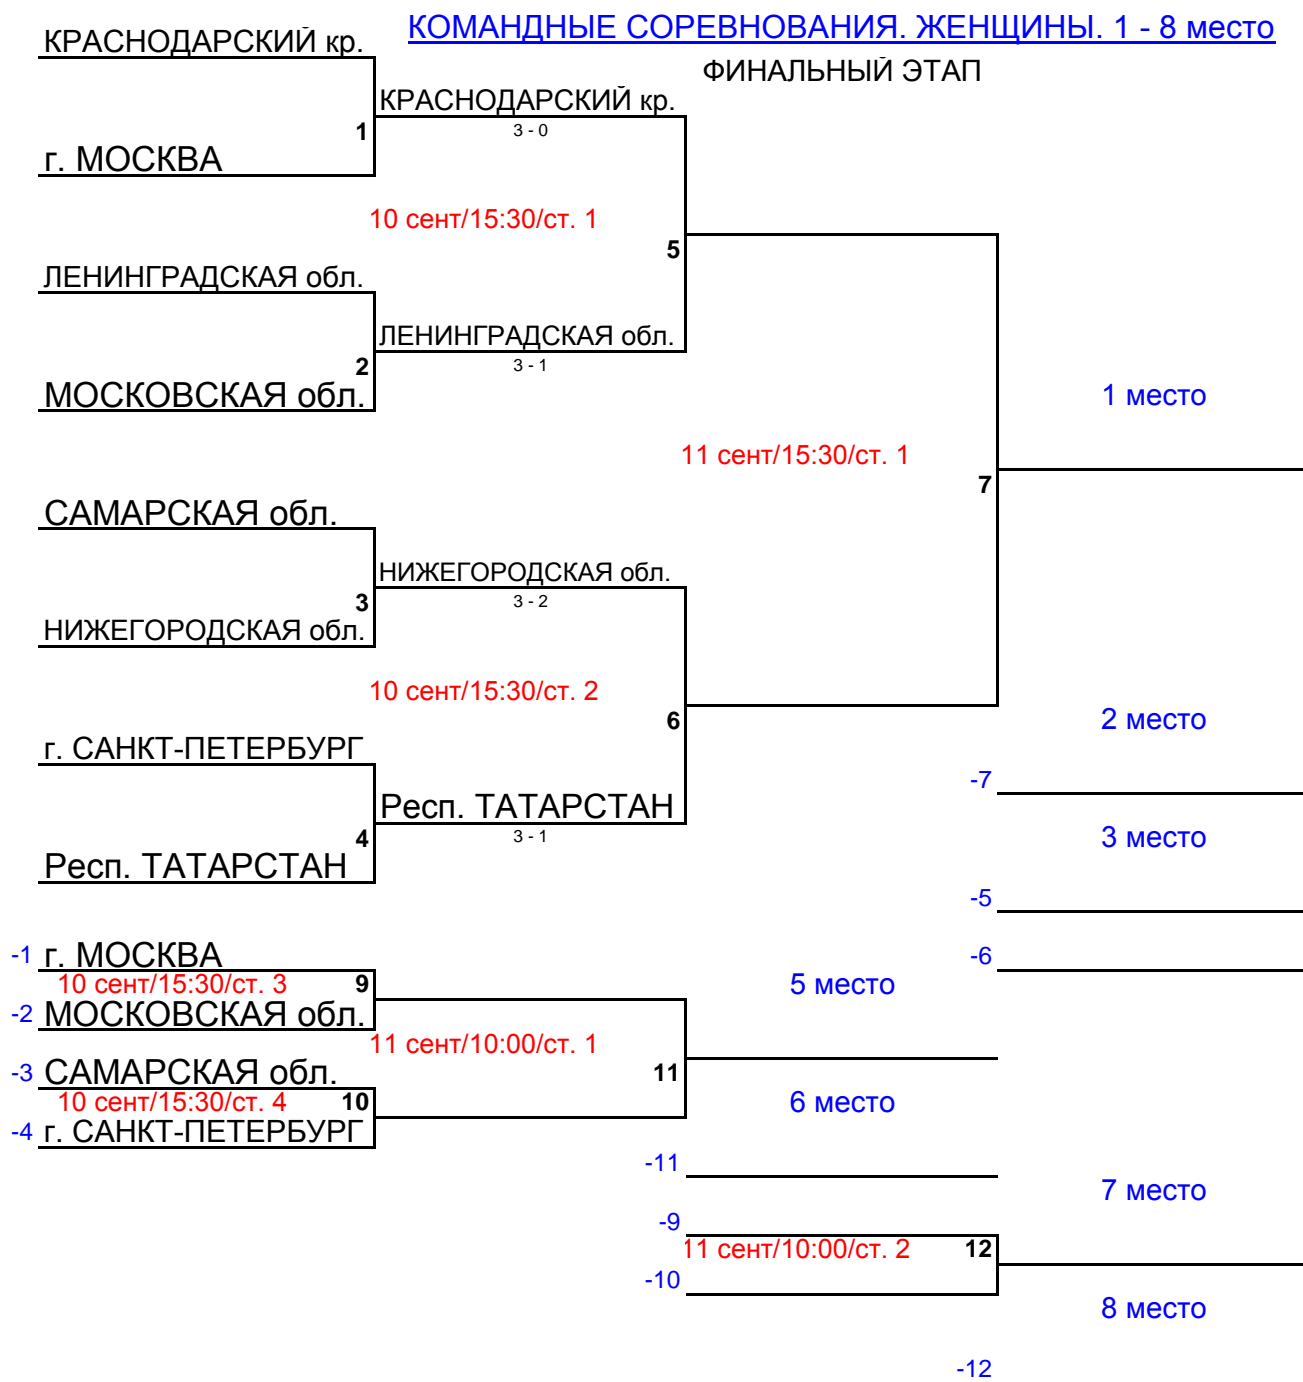 КОМАНДНЫЕ СОРЕВНОВАНИЯ. ЖЕНЩИНЫ. 1 - 8 место
КРАСНОДАРСКИЙ кр.
ФИНАЛЬНЫЙ ЭТАП
КРАСНОДАРСКИЙ кр.
1
3 - 0
г. МОСКВА
10 сент/15:30/ст. 1
5
ЛЕНИНГРАДСКАЯ обл.
ЛЕНИНГРАДСКАЯ обл.
2
3 - 1
МОСКОВСКАЯ обл.
1 место
11 сент/15:30/ст. 1
7
САМАРСКАЯ обл.
НИЖЕГОРОДСКАЯ обл.
3
3 - 2
НИЖЕГОРОДСКАЯ обл.
10 сент/15:30/ст. 2
6
2 место
г. САНКТ-ПЕТЕРБУРГ
-7
Респ. ТАТАРСТАН
4
3 - 1
3 место
Респ. ТАТАРСТАН
-5
-1 г. МОСКВА
-6
10 сент/15:30/ст. 3 9
5 место
-2 МОСКОВСКАЯ обл.
11 сент/10:00/ст. 1
-3 САМАРСКАЯ обл.
11
10 сент/15:30/ст. 4 10
6 место
-4 г. САНКТ-ПЕТЕРБУРГ
-11
7 место
-9
11 сент/10:00/ст. 2 12
-10
8 место
-12